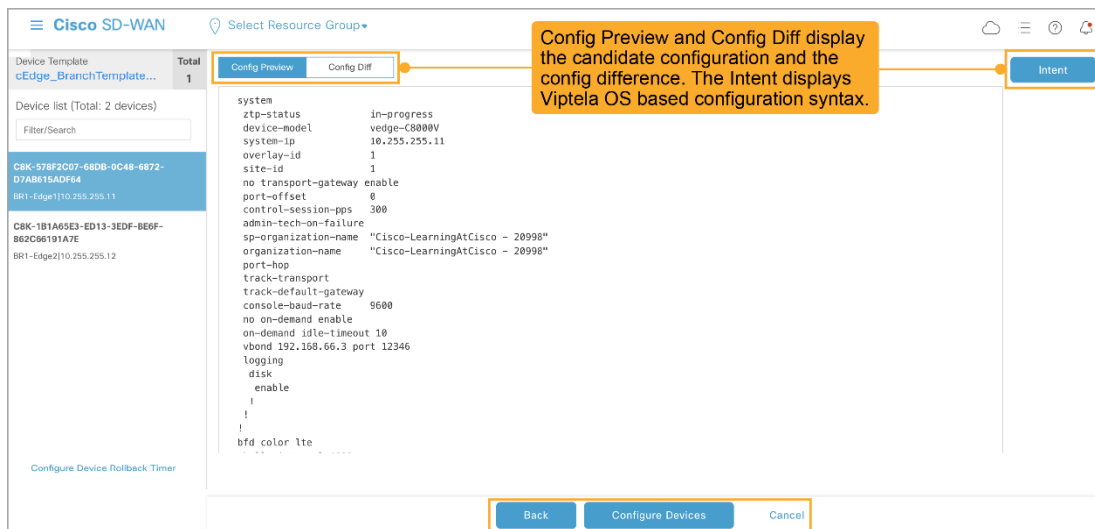 Cisco SD-WAN
Select Resource Group
Config Preview and Config Diff display
the candidate configuration and the
config difference. The Intent displays
Viptela OS based configuration syntax.
Device Template
cEdge_BranchTemplate...
Total
1
Config Preview
Config Diff
Intent
Device list (Total: 2 devices)
Filter/Search
C8K-578F2C07-68DB-0C48-6872-
D7AB615ADF64
BR1-Edge1|10.255.255.11
C8K-1B1A65E3-ED13-3EDF-BE6F-
862C66191A7E
BR1-Edge2|10.255.255.12
system
ztp-status in-progress
device-model vedge-C8000V
system-ip 10.255.255.11
overlay-id 1
site-id 1
no transport-gateway enable
port-offset 0
control-session-pps 300
admin-tech-on-failure
sp-organization-name "Cisco-LearningAtCisco - 20998"
organization-name "Cisco-LearningAtCisco - 20998"
port-hop
track-transport
track-default-gateway
console-baud-rate 9600
no on-demand enable
on-demand idle-timeout 10
vbond 192.168.66.3 port 12346
logging
disk
enable
!
!
!
bfd color lte
Configure Device Rollback Timer
Back
Configure Devices
Cancel